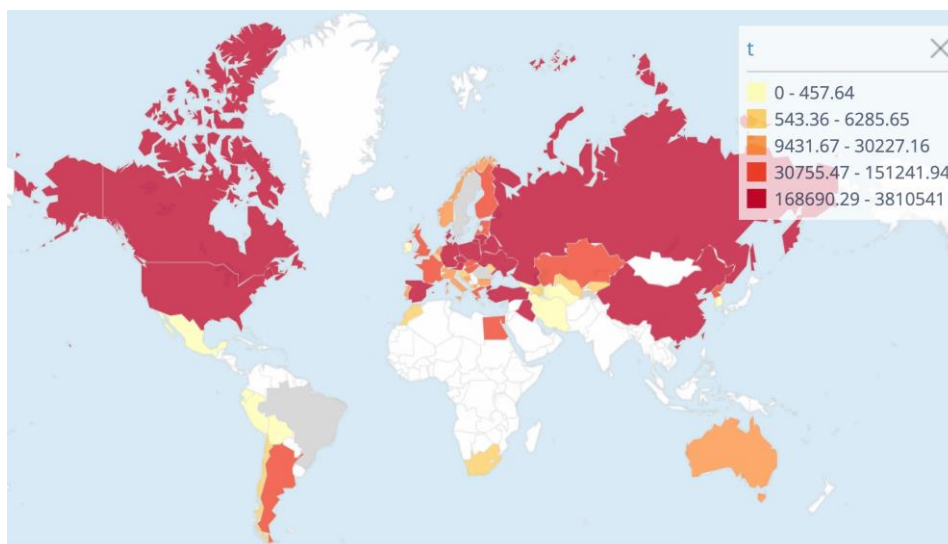 t
0 - 457.64
543.36 - 6285.65
9431.67 - 30227.16
30755.47 - 151241.94
168690.29 - 3810541